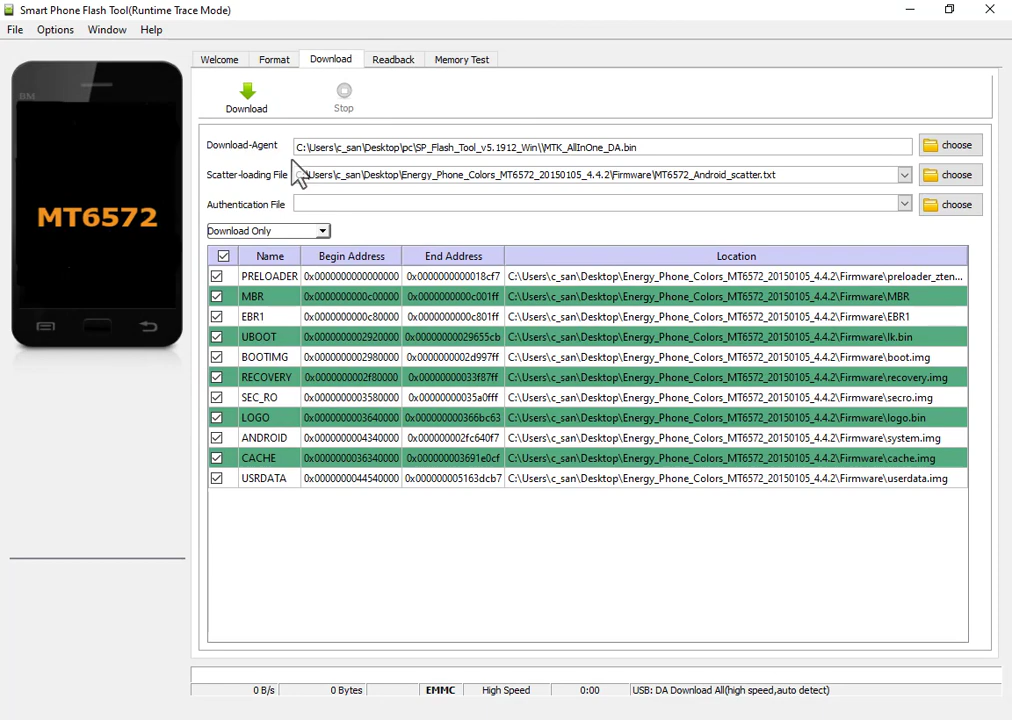 Smart Phone Flash Tool(Runtime Trace Mode)
File Options Window Help
Welcome Format Download Readback Memory Test
BM
Download Stop
Download-Agent C:\Users\c_san\Desktop\pc\SP_Flash_Tool_v5.1912_Win\\MTK_AllInOne_DA.bin choose
Scatter-loading File C:\Users\c_san\Desktop\Energy_Phone_Colors_MT6572_20150105_4.4.2\Firmware\MT6572_Android_scatter.txt choose
Authentication File choose
MT6572
Download Only
Name Begin Address End Address Location
PRELOADER 0x0000000000000000 0x0000000000018cf7 C:\Users\c_san\Desktop\Energy_Phone_Colors_MT6572_20150105_4.4.2\Firmware\preloader_zten...
MBR 0x0000000000c00000 0x0000000000c001ff C:\Users\c_san\Desktop\Energy_Phone_Colors_MT6572_20150105_4.4.2\Firmware\MBR
EBR1 0x0000000000c80000 0x0000000000c801ff C:\Users\c_san\Desktop\Energy_Phone_Colors_MT6572_20150105_4.4.2\Firmware\EBR1
UBOOT 0x0000000002920000 0x00000000029655cb C:\Users\c_san\Desktop\Energy_Phone_Colors_MT6572_20150105_4.4.2\Firmware\lk.bin
BOOTIMG 0x0000000002980000 0x0000000002d997ff C:\Users\c_san\Desktop\Energy_Phone_Colors_MT6572_20150105_4.4.2\Firmware\boot.img
RECOVERY 0x0000000002f80000 0x00000000033f87ff C:\Users\c_san\Desktop\Energy_Phone_Colors_MT6572_20150105_4.4.2\Firmware\recovery.img
SEC_RO 0x0000000003580000 0x00000000035a0fff C:\Users\c_san\Desktop\Energy_Phone_Colors_MT6572_20150105_4.4.2\Firmware\secro.img
LOGO 0x0000000003640000 0x000000000366bc63 C:\Users\c_san\Desktop\Energy_Phone_Colors_MT6572_20150105_4.4.2\Firmware\logo.bin
ANDROID 0x0000000004340000 0x000000002fc640f7 C:\Users\c_san\Desktop\Energy_Phone_Colors_MT6572_20150105_4.4.2\Firmware\system.img
CACHE 0x0000000036340000 0x000000003691e0cf C:\Users\c_san\Desktop\Energy_Phone_Colors_MT6572_20150105_4.4.2\Firmware\cache.img
USRDATA 0x0000000044540000 0x000000005163dcb7 C:\Users\c_san\Desktop\Energy_Phone_Colors_MT6572_20150105_4.4.2\Firmware\userdata.img
0 B/s 0 Bytes EMMC High Speed 0:00 USB: DA Download All(high speed,auto detect)